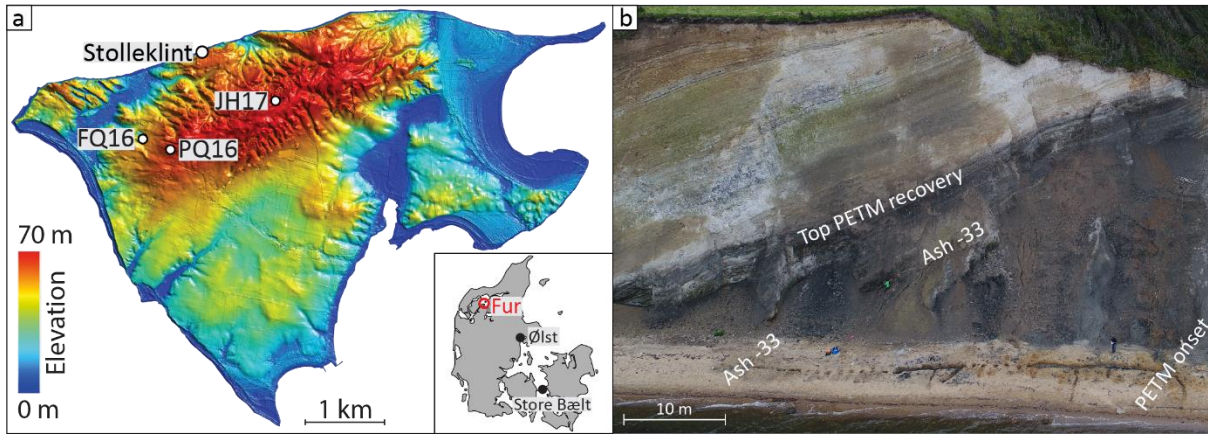 a
Stolleklint
JH17
FQ16
PQ16
70 m
Elevation
0 m
1 km
Fur
Ølst
Store Bælt
b
Top PETM recovery
Ash -33
Ash -33
PETM onset
10 m